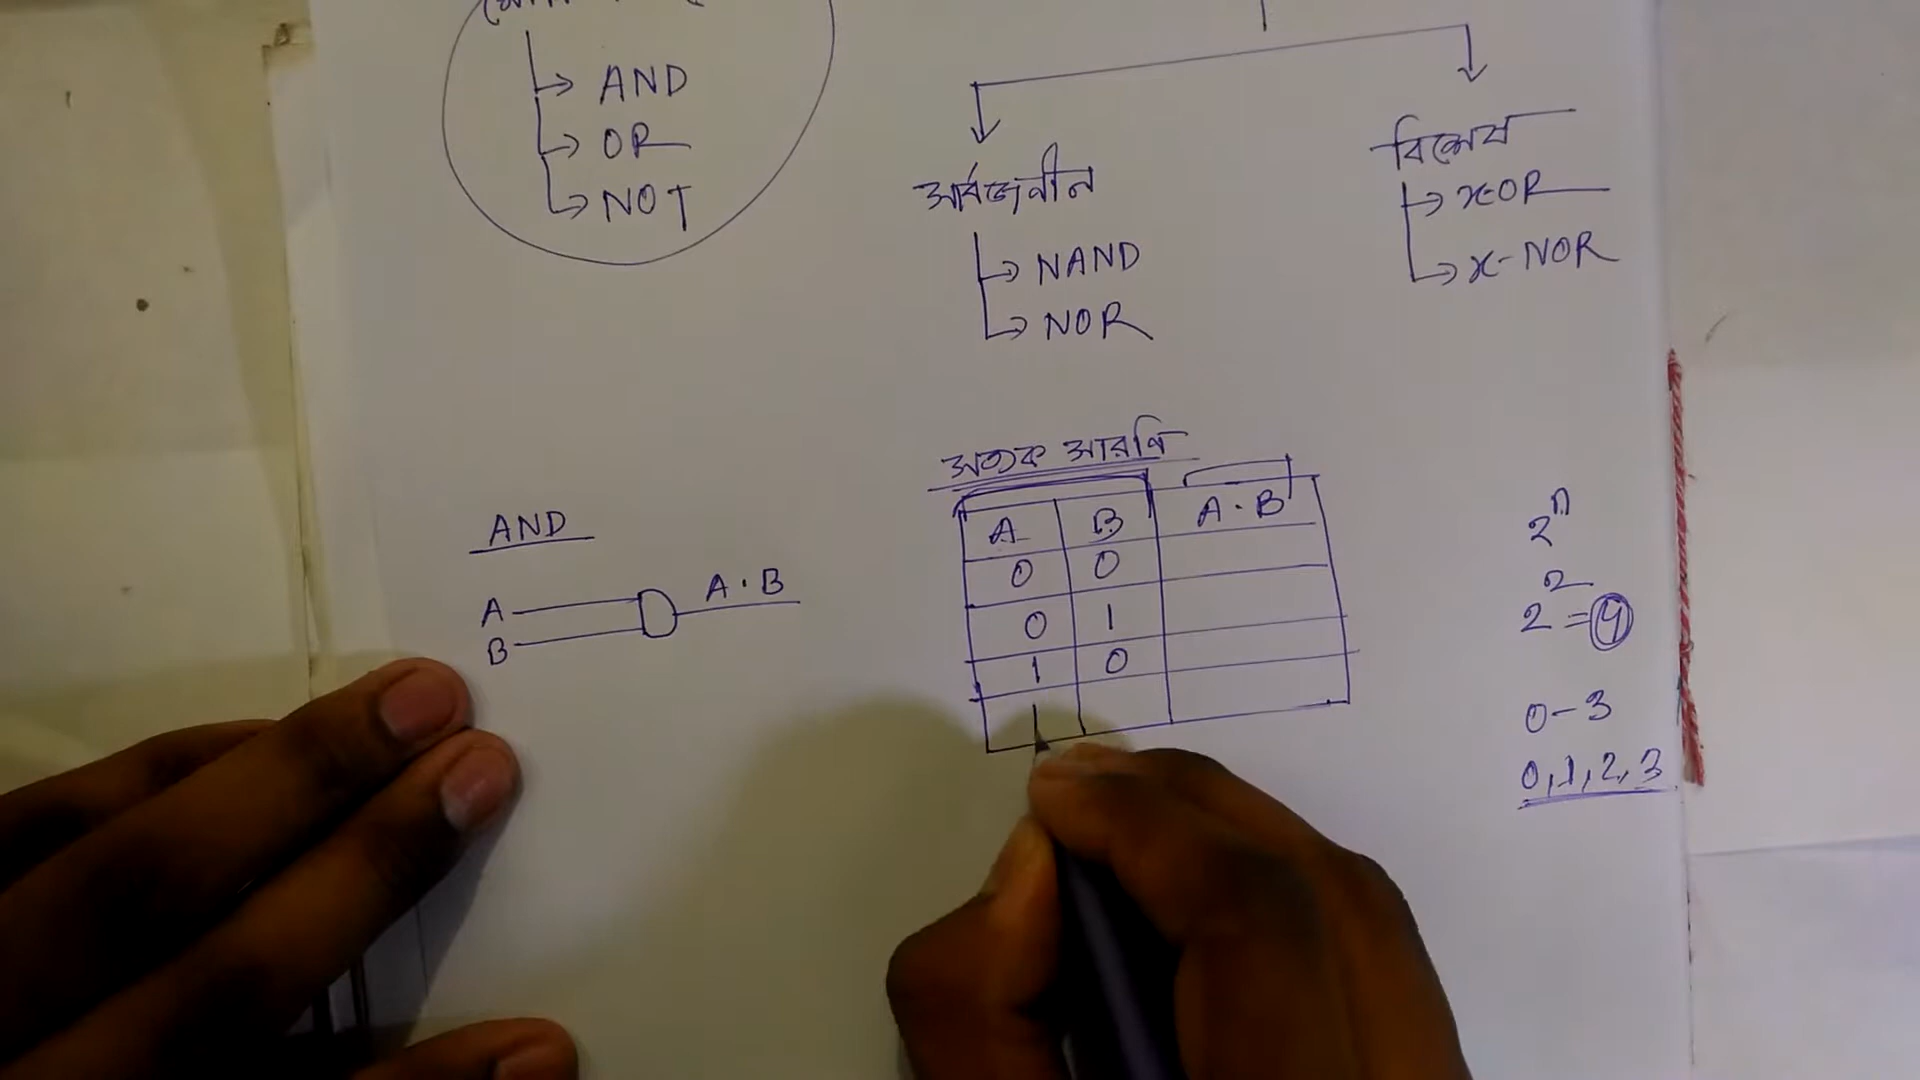 AND
OR
NOT
সার্বজনীন
NAND
NOR
বিশেষ
x-OR
x-NOR
AND
A
B
A · B
সত্যক সারণি
A B A · B
0 0
0 1
1 0
1
2ⁿ
2² = 4
0-3
0,1,2,3